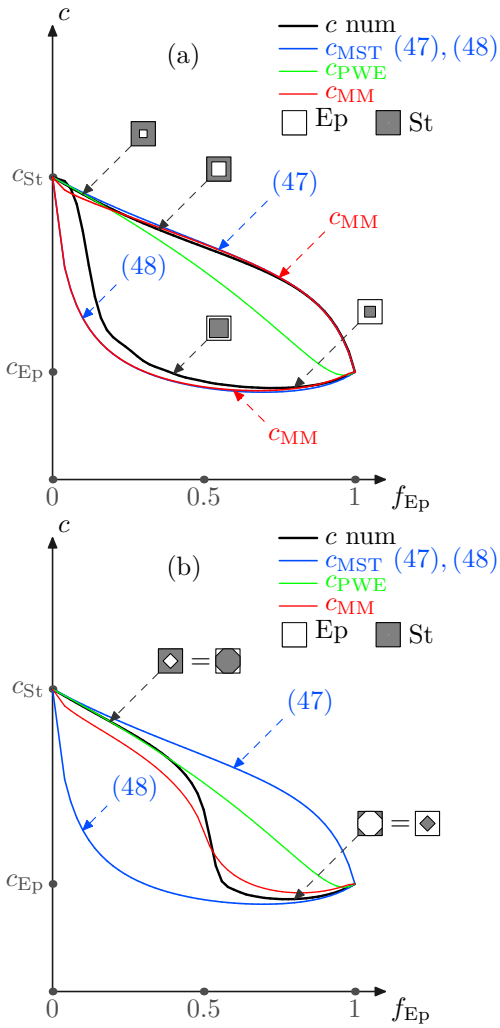 c
(a)
c num
c_MST (47), (48)
c_PWE
c_MM
Ep St
c_St
(47)
c_MM
(48)
c_Ep
c_MM
0 0.5 1 f_Ep
c
(b)
c num
c_MST (47), (48)
c_PWE
c_MM
Ep St
=
c_St
(47)
(48)
=
c_Ep
0 0.5 1 f_Ep